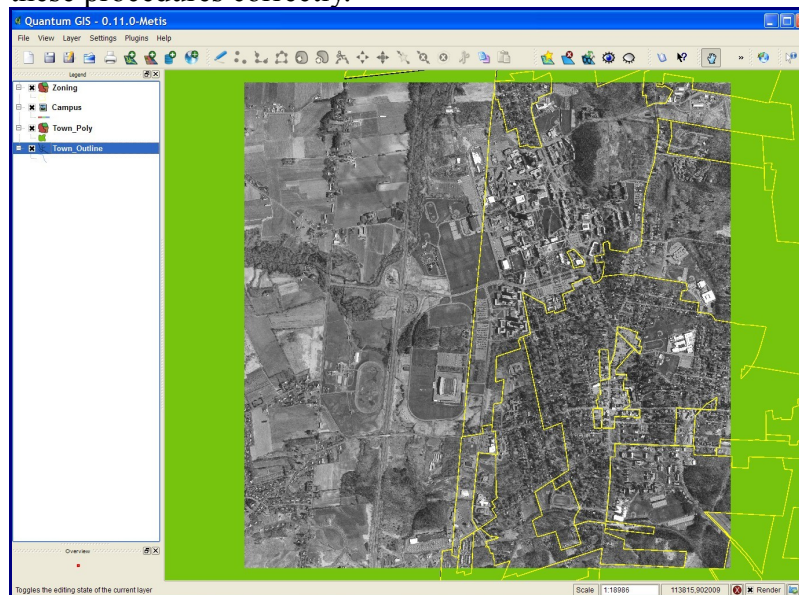 these procedures correctly.
Quantum GIS - 0.11.0-Metis
File View Layer Settings Plugins Help
Legend
Zoning
Campus
Town_Poly
Town_Outline
Overview
Toggles the editing state of the current layer
Scale 1:18986 113815,902009 Render